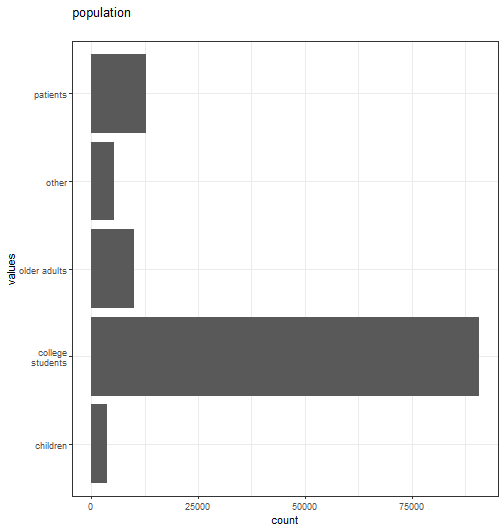 population
values
patients
other
older adults
college
students
children
0 25000 50000 75000
count